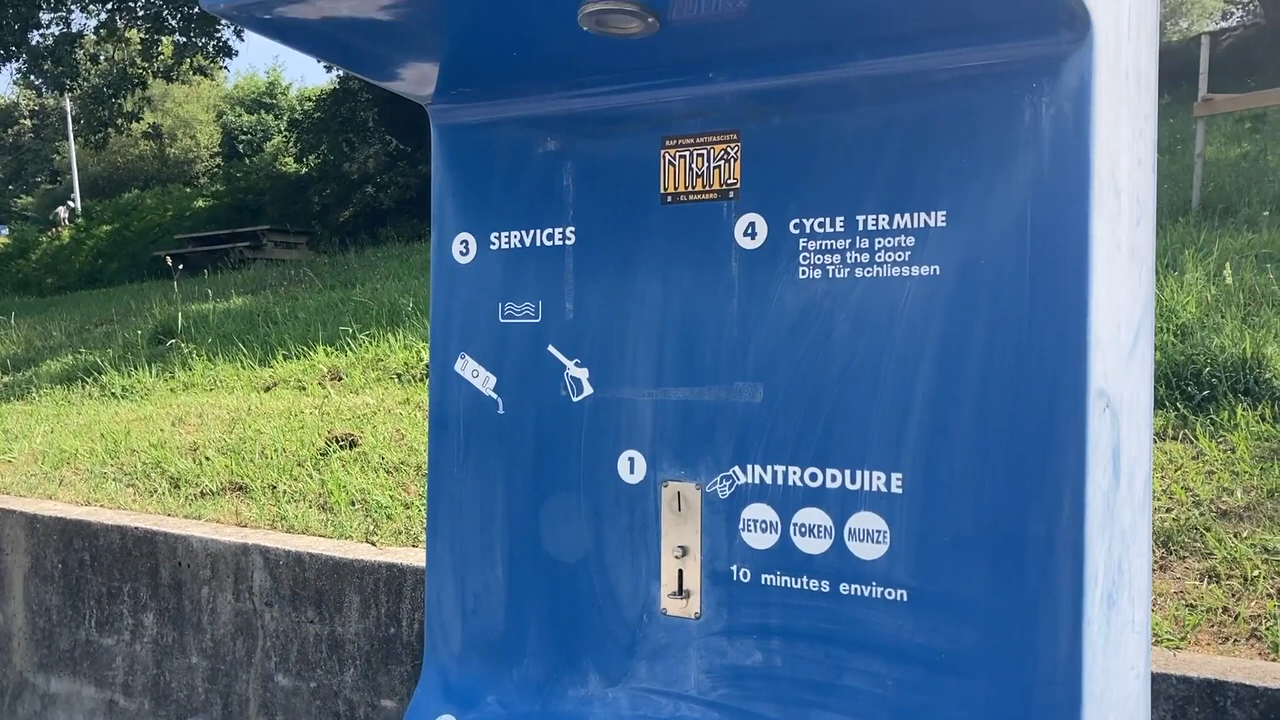 RAP PUNK ANTIFASCISTA
MAKI
- EL MAKABRO -
3 SERVICES
4 CYCLE TERMINE
Fermer la porte
Close the door
Die Tür schliessen
1 INTRODUIRE
JETON TOKEN MUNZE
10 minutes environ